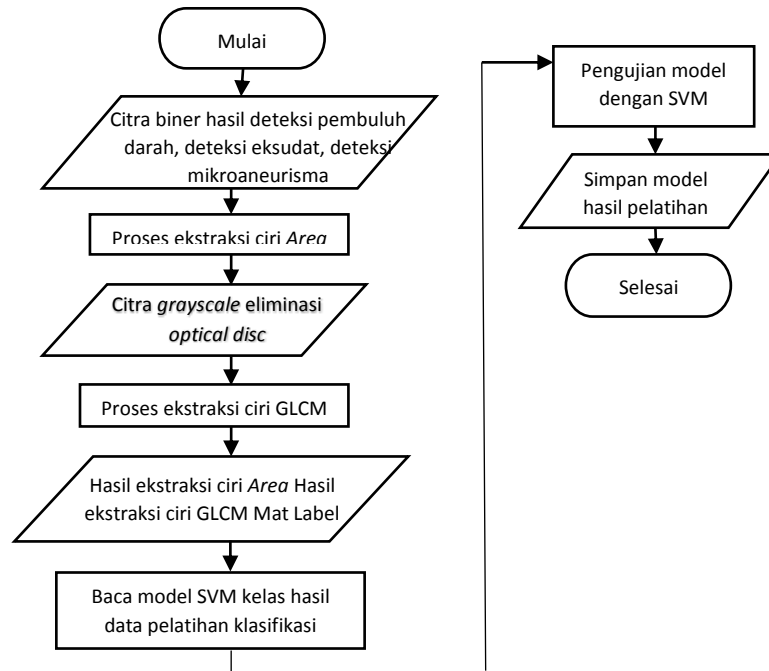 Mulai
Citra biner hasil deteksi pembuluh
darah, deteksi eksudat, deteksi
mikroaneurisma
Proses ekstraksi ciri Area
Citra grayscale eliminasi
optical disc
Proses ekstraksi ciri GLCM
Hasil ekstraksi ciri Area Hasil
ekstraksi ciri GLCM Mat Label
Baca model SVM kelas hasil
data pelatihan klasifikasi
Pengujian model
dengan SVM
Simpan model
hasil pelatihan
Selesai